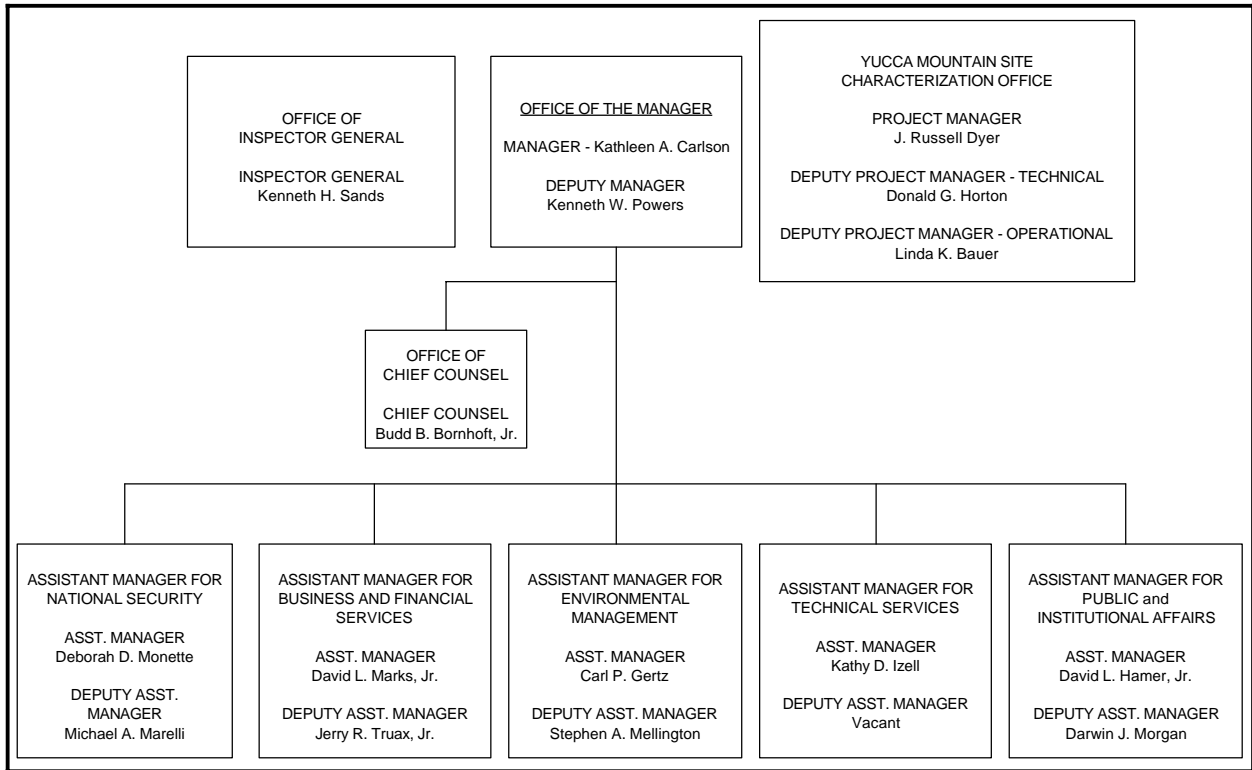 OFFICE OF
INSPECTOR GENERAL
INSPECTOR GENERAL
Kenneth H. Sands
OFFICE OF THE MANAGER
MANAGER - Kathleen A. Carlson
DEPUTY MANAGER
Kenneth W. Powers
YUCCA MOUNTAIN SITE
CHARACTERIZATION OFFICE
PROJECT MANAGER
J. Russell Dyer
DEPUTY PROJECT MANAGER - TECHNICAL
Donald G. Horton
DEPUTY PROJECT MANAGER - OPERATIONAL
Linda K. Bauer
OFFICE OF
CHIEF COUNSEL
CHIEF COUNSEL
Budd B. Bornhoft, Jr.
ASSISTANT MANAGER FOR
NATIONAL SECURITY
ASST. MANAGER
Deborah D. Monette
DEPUTY ASST.
MANAGER
Michael A. Marelli
ASSISTANT MANAGER FOR
BUSINESS AND FINANCIAL
SERVICES
ASST. MANAGER
David L. Marks, Jr.
DEPUTY ASST. MANAGER
Jerry R. Truax, Jr.
ASSISTANT MANAGER FOR
ENVIRONMENTAL
MANAGEMENT
ASST. MANAGER
Carl P. Gertz
DEPUTY ASST. MANAGER
Stephen A. Mellington
ASSISTANT MANAGER FOR
TECHNICAL SERVICES
ASST. MANAGER
Kathy D. Izell
DEPUTY ASST. MANAGER
Vacant
ASSISTANT MANAGER FOR
PUBLIC and
INSTITUTIONAL AFFAIRS
ASST. MANAGER
David L. Hamer, Jr.
DEPUTY ASST. MANAGER
Darwin J. Morgan